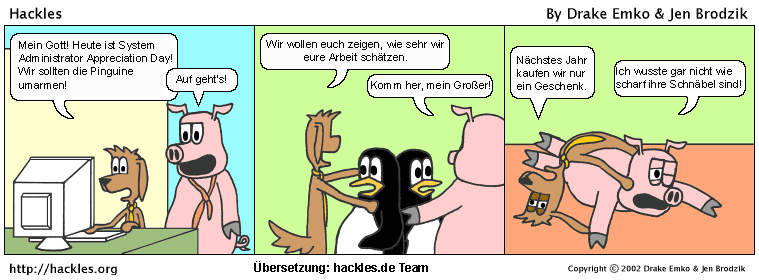 Hackles
By Drake Emko & Jen Brodzik
Mein Gott! Heute ist System
Administrator Appreciation Day!
Wir sollten die Pinguine
umarmen!
Auf geht's!
Wir wollen euch zeigen, wie sehr wir
eure Arbeit schätzen.
Komm her, mein Großer!
Nächstes Jahr
kaufen wir nur
ein Geschenk.
Ich wusste gar nicht wie
scharf ihre Schnäbel sind!
http://hackles.org
Übersetzung: hackles.de Team
Copyright © 2002 Drake Emko & Jen Brodzik